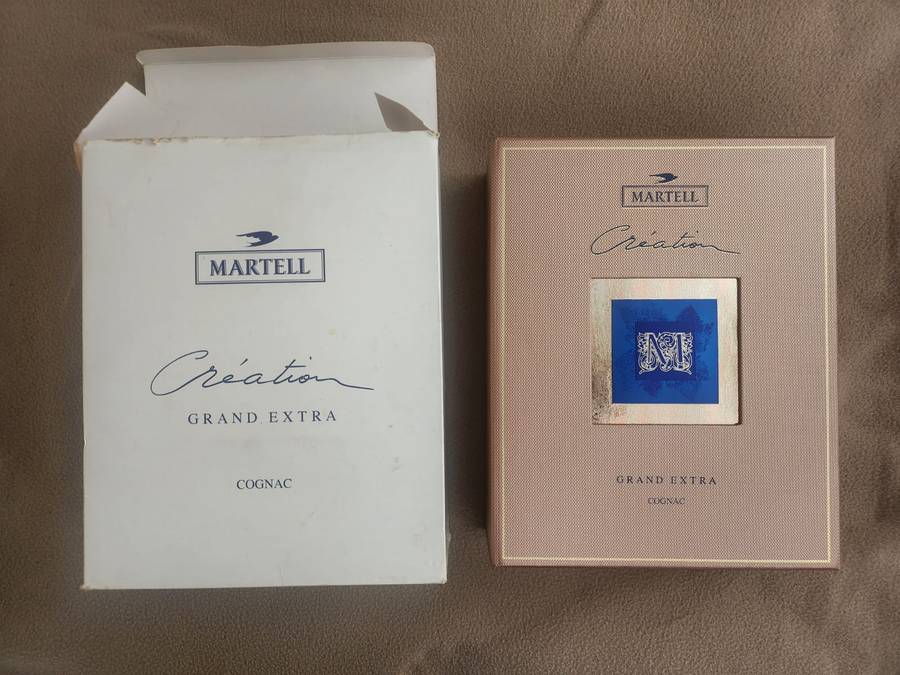 MARTELL
Création
GRAND EXTRA
COGNAC
MARTELL
Création
M
GRAND EXTRA
COGNAC